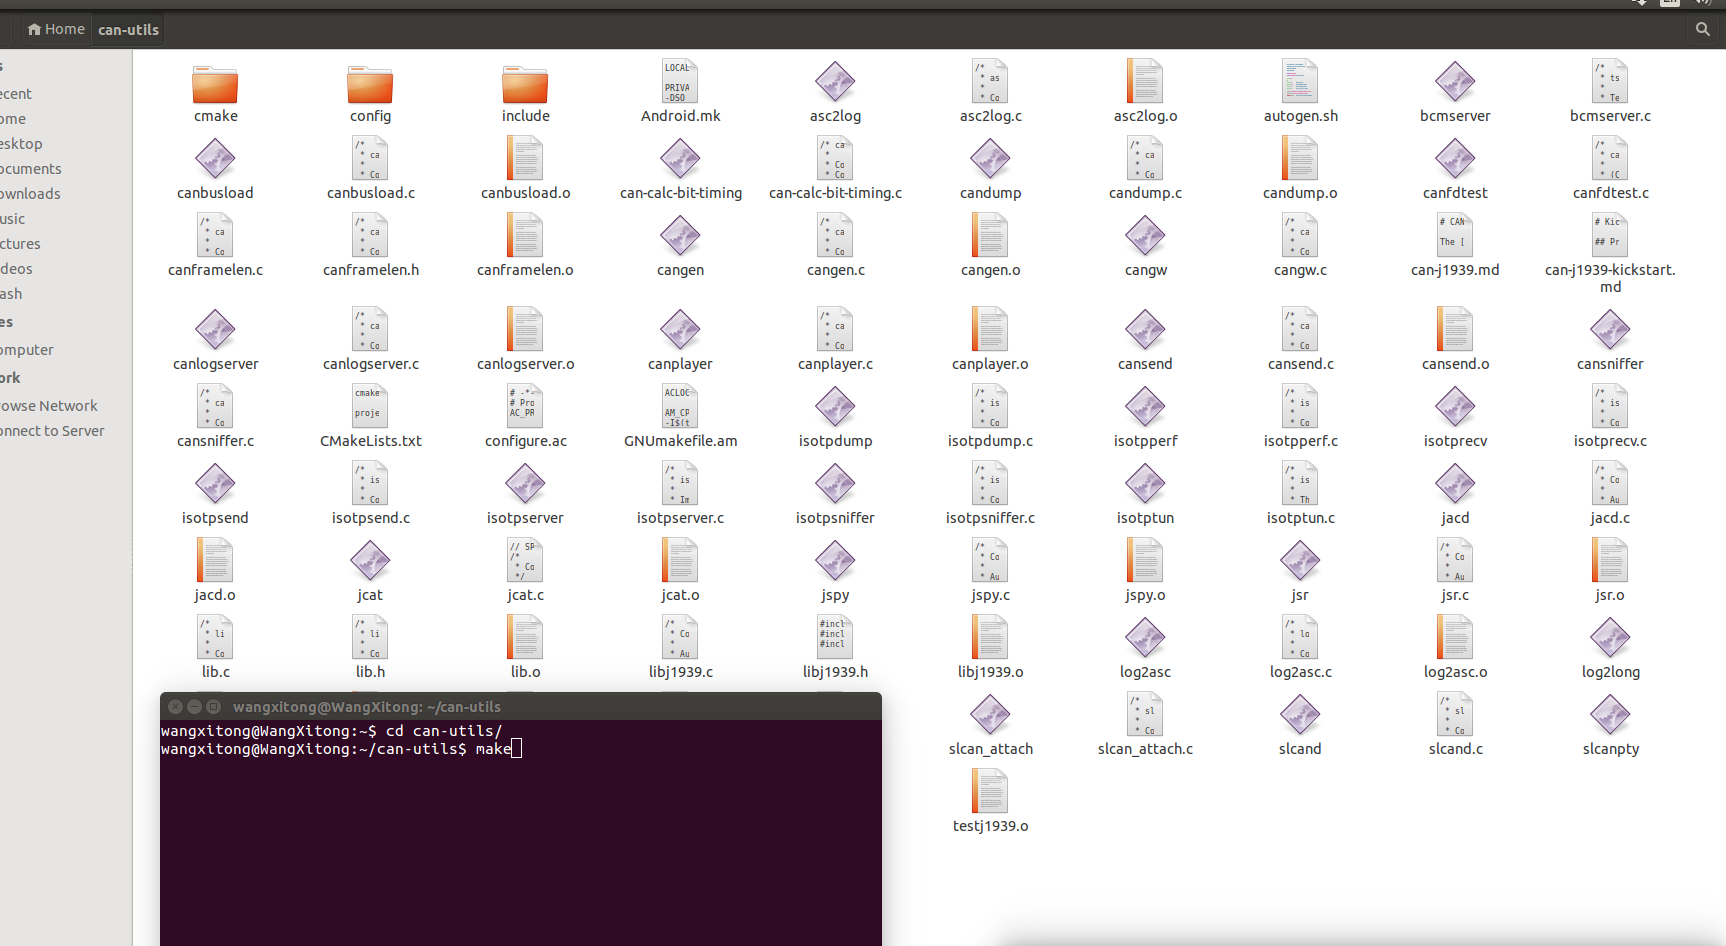 Home can-utils
cmake config include Android.mk asc2log asc2log.c asc2log.o autogen.sh bcmserver bcmserver.c
canbusload canbusload.c canbusload.o can-calc-bit-timing can-calc-bit-timing.c candump candump.c candump.o canfdtest canfdtest.c
canframelen.c canframelen.h canframelen.o cangen cangen.c cangen.o cangw cangw.c can-j1939.md can-j1939-kickstart.
md
canlogserver canlogserver.c canlogserver.o canplayer canplayer.c canplayer.o cansend cansend.c cansend.o cansniffer
cansniffer.c CMakeLists.txt configure.ac GNUmakefile.am isotpdump isotpdump.c isotpperf isotpperf.c isotprecv isotprecv.c
isotpsend isotpsend.c isotpserver isotpserver.c isotpsniffer isotpsniffer.c isotptun isotptun.c jacd jacd.c
jacd.o jcat jcat.c jcat.o jspy jspy.c jspy.o jsr jsr.c jsr.o
lib.c lib.h lib.o libj1939.c libj1939.h libj1939.o log2asc log2asc.c log2asc.o log2long
slcan_attach slcan_attach.c slcand slcand.c slcanpty
testj1939.o
s
ecent
ome
esktop
ocuments
ownloads
usic
ictures
ideos
ash
es
omputer
ork
rowse Network
onnect to Server
wangxitong@WangXitong: ~/can-utils
wangxitong@WangXitong:~$ cd can-utils/
wangxitong@WangXitong:~/can-utils$ make